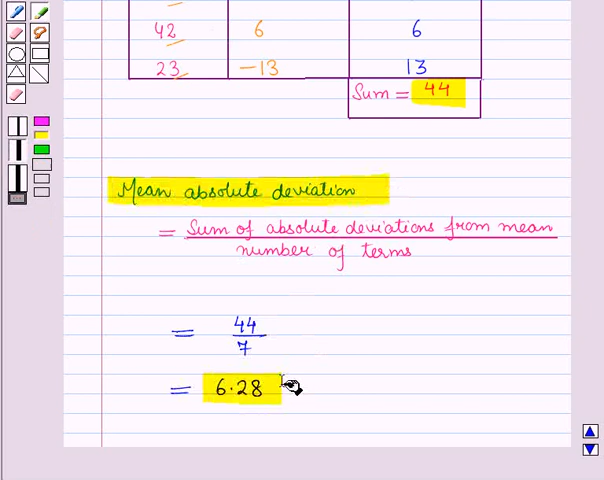 42 6 6
23 -13 13
Sum = 44
Mean absolute deviation
= Sum of absolute deviations from mean
number of terms
= 44
7
= 6.28